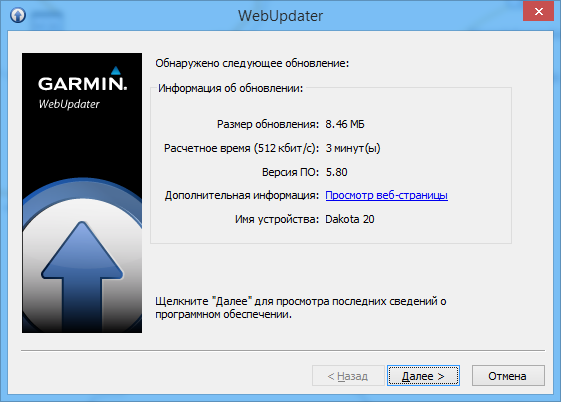 WebUpdater
GARMIN.
WebUpdater
Обнаружено следующее обновление:
Информация об обновлении:
Размер обновления: 8.46 МБ
Расчетное время (512 кбит/с): 3 минут(ы)
Версия ПО: 5.80
Дополнительная информация: Просмотр веб-страницы
Имя устройства: Dakota 20
Щелкните "Далее" для просмотра последних сведений о
программном обеспечении.
< Назад
Далее >
Отмена